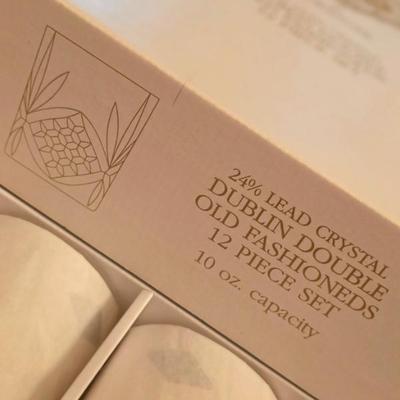 24% LEAD CRYSTAL
DUBLIN DOUBLE
OLD FASHIONEDS
12 PIECE SET
10 oz. capacity